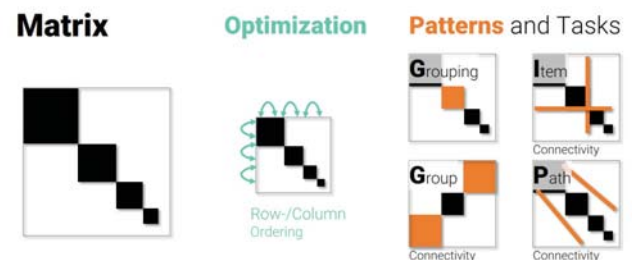 Matrix
Optimization
Patterns and Tasks
Grouping
Item
Connectivity
Row-/Column
Ordering
Group
Connectivity
Path
Connectivity